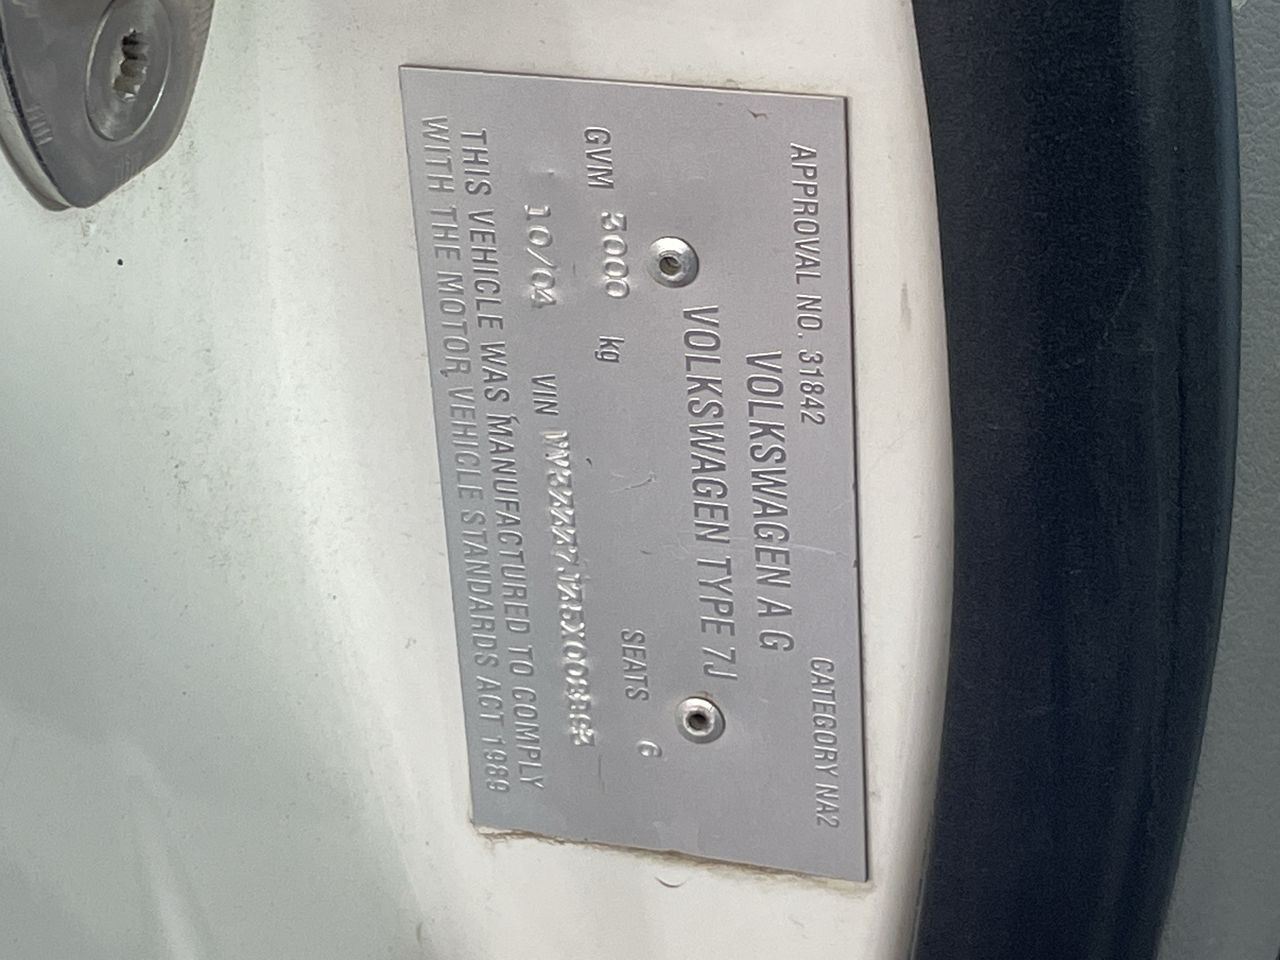 APPROVAL NO. 31842 CATEGORY NA2
VOLKSWAGEN A G
VOLKSWAGEN TYPE 7J
GVM 3000 kg SEATS 6
10/04 VIN
THIS VEHICLE WAS MANUFACTURED TO COMPLY
WITH THE MOTOR VEHICLE STANDARDS ACT 1989